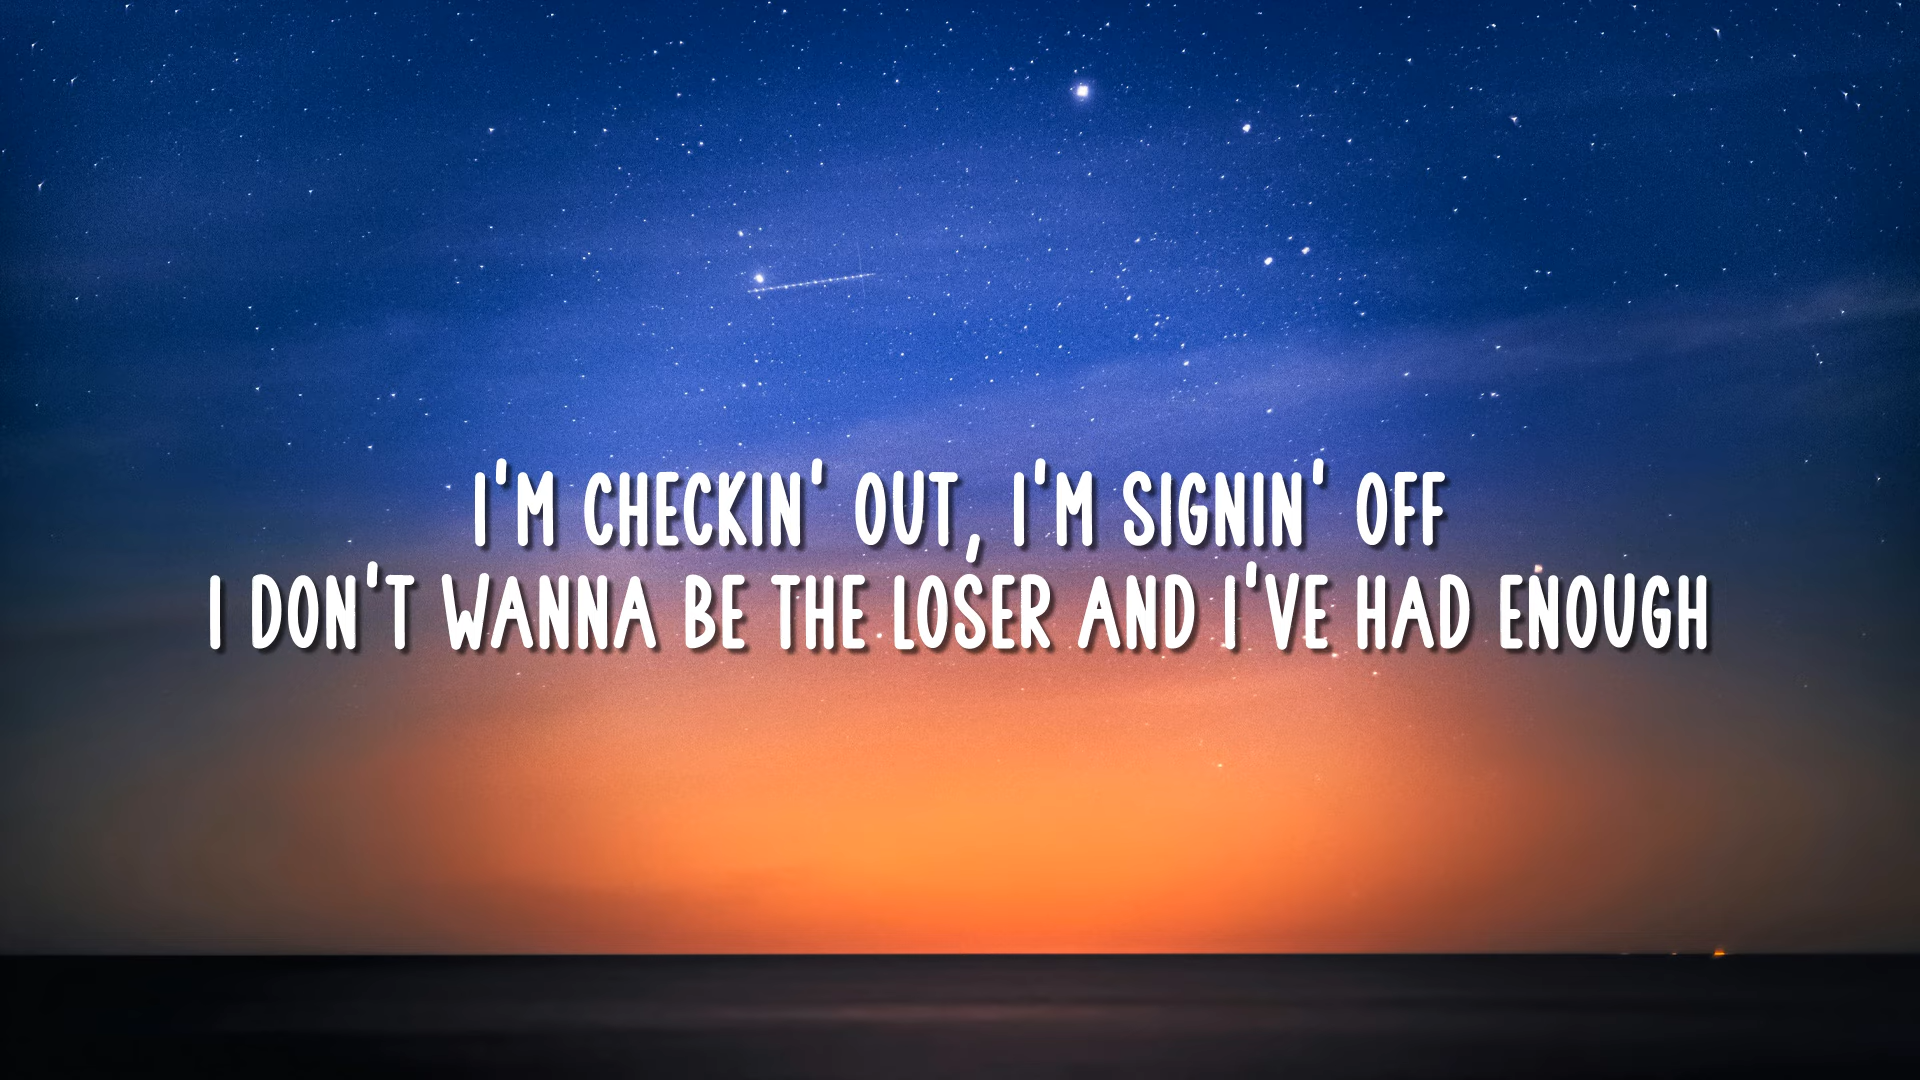 I'M CHECKIN' OUT, I'M SIGNIN' OFF
I DON'T WANNA BE THE LOSER AND I'VE HAD ENOUGH